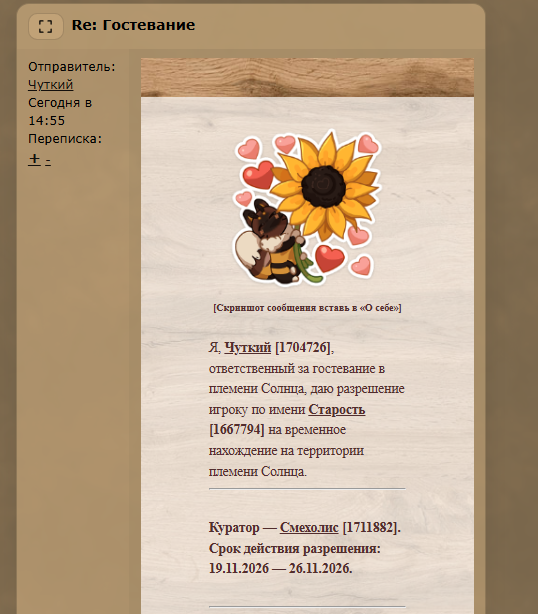 Re: Гостевание
Отправитель:
Чуткий
Сегодня в
14:55
Переписка:
+ -
[Скриншот сообщения вставь в «О себе»]
Я, Чуткий [1704726],
ответственный за гостевание в
племени Солнца, даю разрешение
игроку по имени Старость
[1667794] на временное
нахождение на территории
племени Солнца.
Куратор — Смехолис [1711882].
Срок действия разрешения:
19.11.2026 — 26.11.2026.